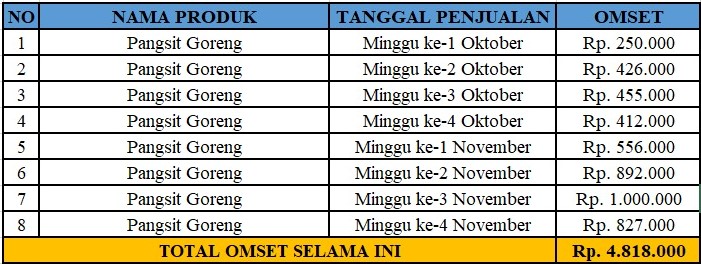 NO NAMA PRODUK TANGGAL PENJUALAN OMSET
1 Pangsit Goreng Minggu ke-1 Oktober Rp. 250.000
2 Pangsit Goreng Minggu ke-2 Oktober Rp. 426.000
3 Pangsit Goreng Minggu ke-3 Oktober Rp. 455.000
4 Pangsit Goreng Minggu ke-4 Oktober Rp. 412.000
5 Pangsit Goreng Minggu ke-1 November Rp. 556.000
6 Pangsit Goreng Minggu ke-2 November Rp. 892.000
7 Pangsit Goreng Minggu ke-3 November Rp. 1.000.000
8 Pangsit Goreng Minggu ke-4 November Rp. 827.000
TOTAL OMSET SELAMA INI Rp. 4.818.000